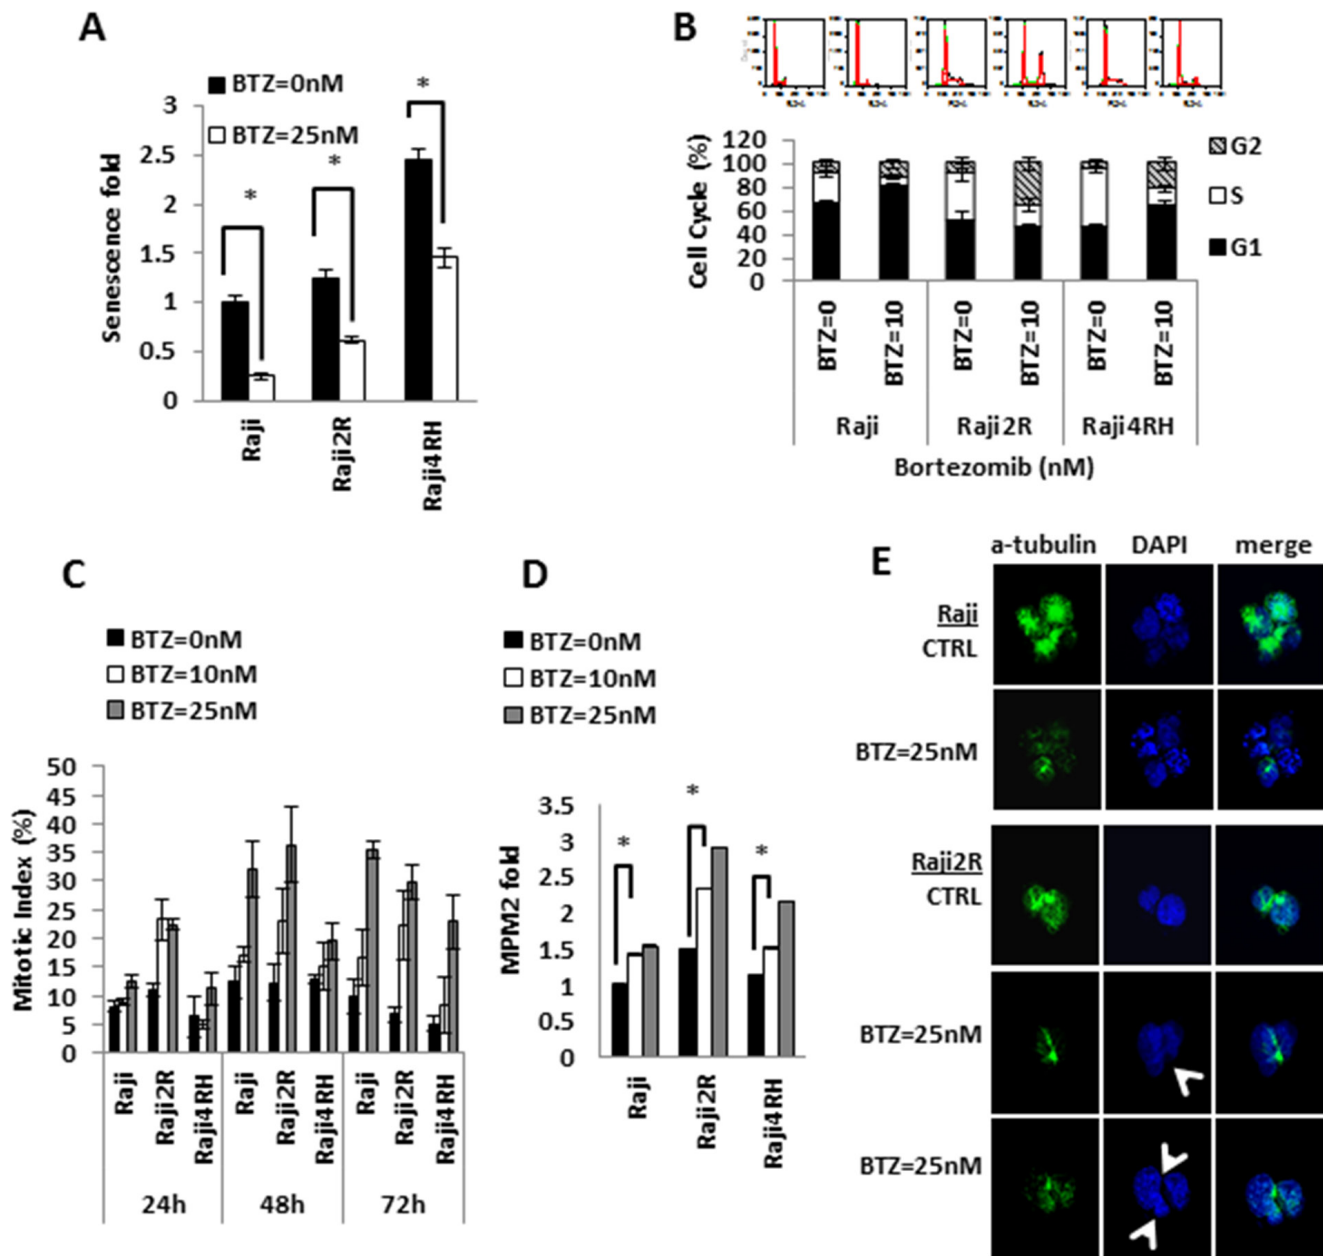 A
BTZ=0nM
BTZ=25nM
*
*
*
Senescence fold
3
2.5
2
1.5
1
0.5
0
Raji
Raji2R
Raji4RH
B
Cell Cycle (%)
120
100
80
60
40
20
0
G2
S
G1
BTZ=0
BTZ=10
BTZ=0
BTZ=10
BTZ=0
BTZ=10
Raji
Raji2R
Raji4RH
Bortezomib (nM)
C
BTZ=0nM
BTZ=10nM
BTZ=25nM
Mitotic Index (%)
50
45
40
35
30
25
20
15
10
5
0
Raji
Raji2R
Raji4RH
Raji
Raji2R
Raji4RH
Raji
Raji2R
Raji4RH
24h
48h
72h
D
BTZ=0nM
BTZ=10nM
BTZ=25nM
MPM2 fold
3.5
3
2.5
2
1.5
1
0.5
0
*
*
*
Raji
Raji2R
Raji4RH
E
a-tubulin DAPI merge
Raji
CTRL
BTZ=25nM
Raji2R
CTRL
BTZ=25nM
BTZ=25nM